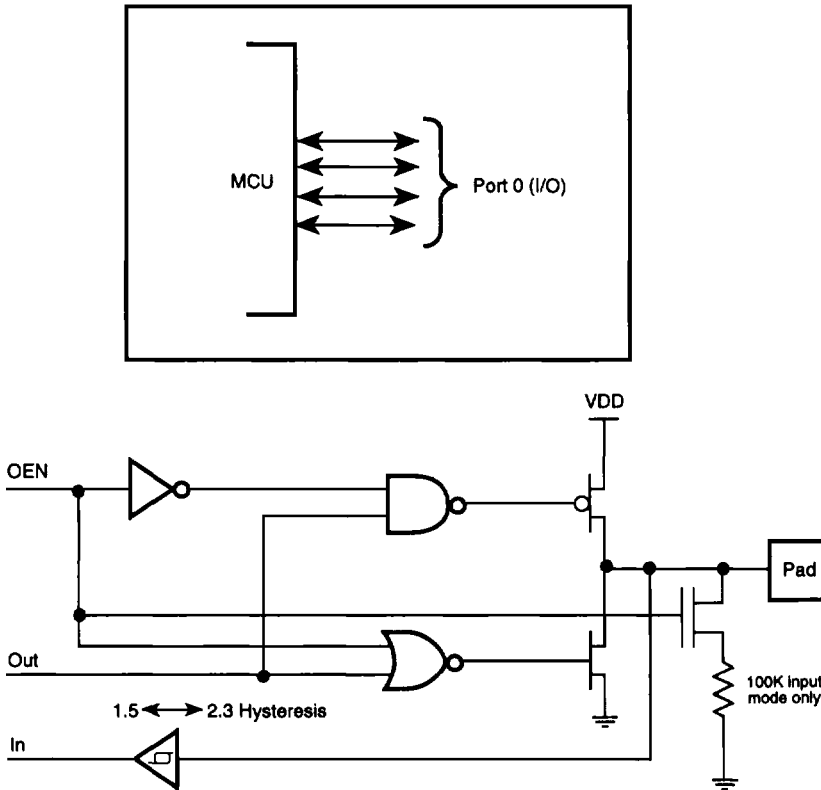 MCU
Port 0 (I/O)
VDD
OEN
Pad
Out
100K input
mode only
1.5
2.3 Hysteresis
In